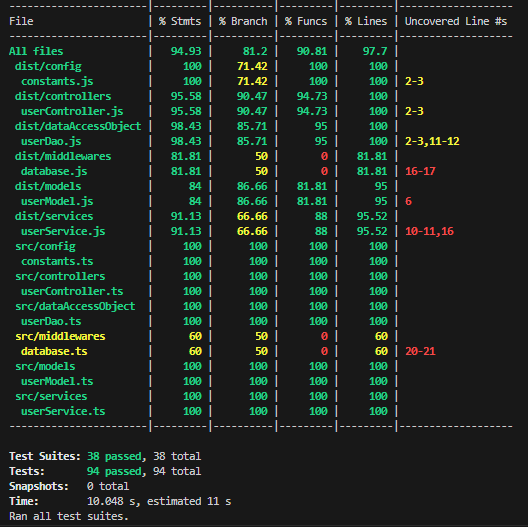 -----------------------|---------|----------|---------|---------|-------------------
File                   | % Stmts | % Branch | % Funcs | % Lines | Uncovered Line #s
-----------------------|---------|----------|---------|---------|-------------------
All files              |   94.93 |     81.2 |   90.81 |    97.7 |
 dist/config           |     100 |    71.42 |     100 |     100 |
  constants.js         |     100 |    71.42 |     100 |     100 | 2-3
 dist/controllers      |   95.58 |    90.47 |   94.73 |     100 |
  userController.js    |   95.58 |    90.47 |   94.73 |     100 | 2-3
 dist/dataAccessObject |   98.43 |    85.71 |      95 |     100 |
  userDao.js           |   98.43 |    85.71 |      95 |     100 | 2-3,11-12
 dist/middlewares      |   81.81 |       50 |       0 |   81.81 |
  database.js          |   81.81 |       50 |       0 |   81.81 | 16-17
 dist/models           |      84 |    86.66 |   81.81 |      95 |
  userModel.js         |      84 |    86.66 |   81.81 |      95 | 6
 dist/services         |   91.13 |    66.66 |      88 |   95.52 |
  userService.js       |   91.13 |    66.66 |      88 |   95.52 | 10-11,16
 src/config            |     100 |      100 |     100 |     100 |
  constants.ts         |     100 |      100 |     100 |     100 |
 src/controllers       |     100 |      100 |     100 |     100 |
  userController.ts    |     100 |      100 |     100 |     100 |
 src/dataAccessObject  |     100 |      100 |     100 |     100 |
  userDao.ts           |     100 |      100 |     100 |     100 |
 src/middlewares       |      60 |       50 |       0 |      60 |
  database.ts          |      60 |       50 |       0 |      60 | 20-21
 src/models            |     100 |      100 |     100 |     100 |
  userModel.ts         |     100 |      100 |     100 |     100 |
 src/services          |     100 |      100 |     100 |     100 |
  userService.ts       |     100 |      100 |     100 |     100 |
-----------------------|---------|----------|---------|---------|-------------------
Test Suites: 38 passed, 38 total
Tests:       94 passed, 94 total
Snapshots:   0 total
Time:        10.048 s, estimated 11 s
Ran all test suites.